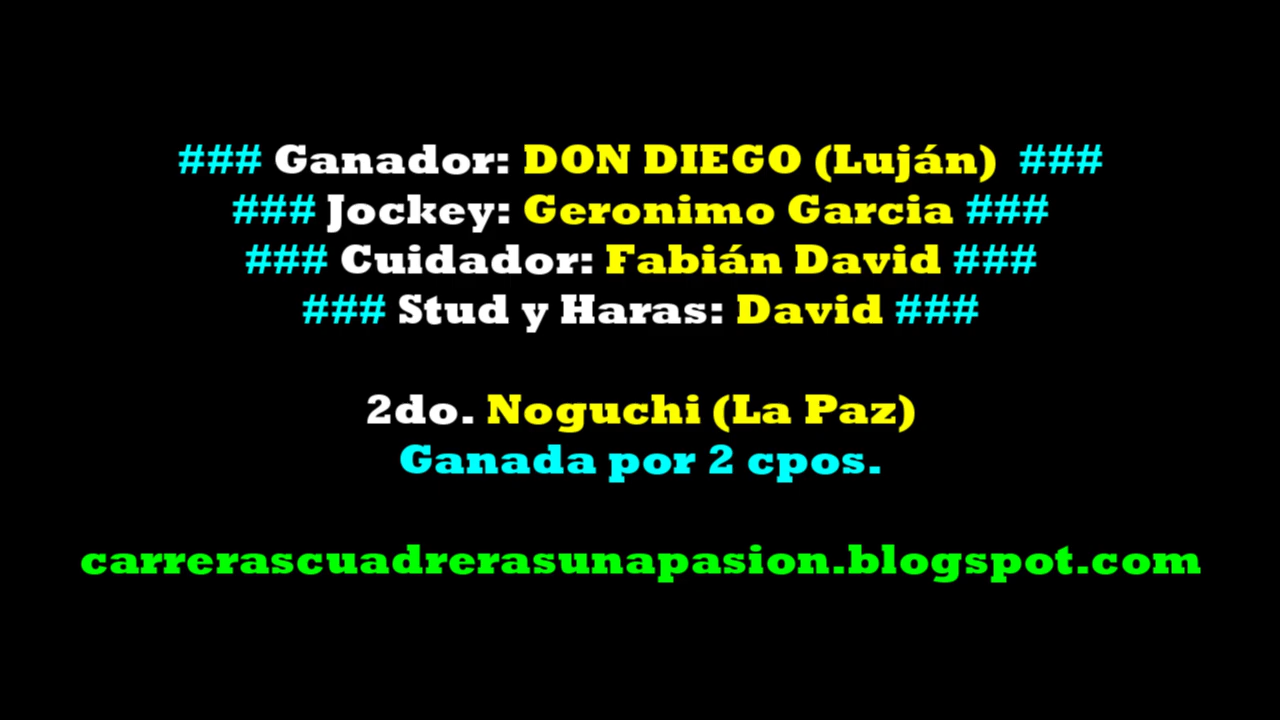 ### Ganador: DON DIEGO (Luján) ###
### Jockey: Geronimo Garcia ###
### Cuidador: Fabián David ###
### Stud y Haras: David ###
2do. Noguchi (La Paz)
Ganada por 2 cpos.
carrerascuadrerasunapasion.blogspot.com